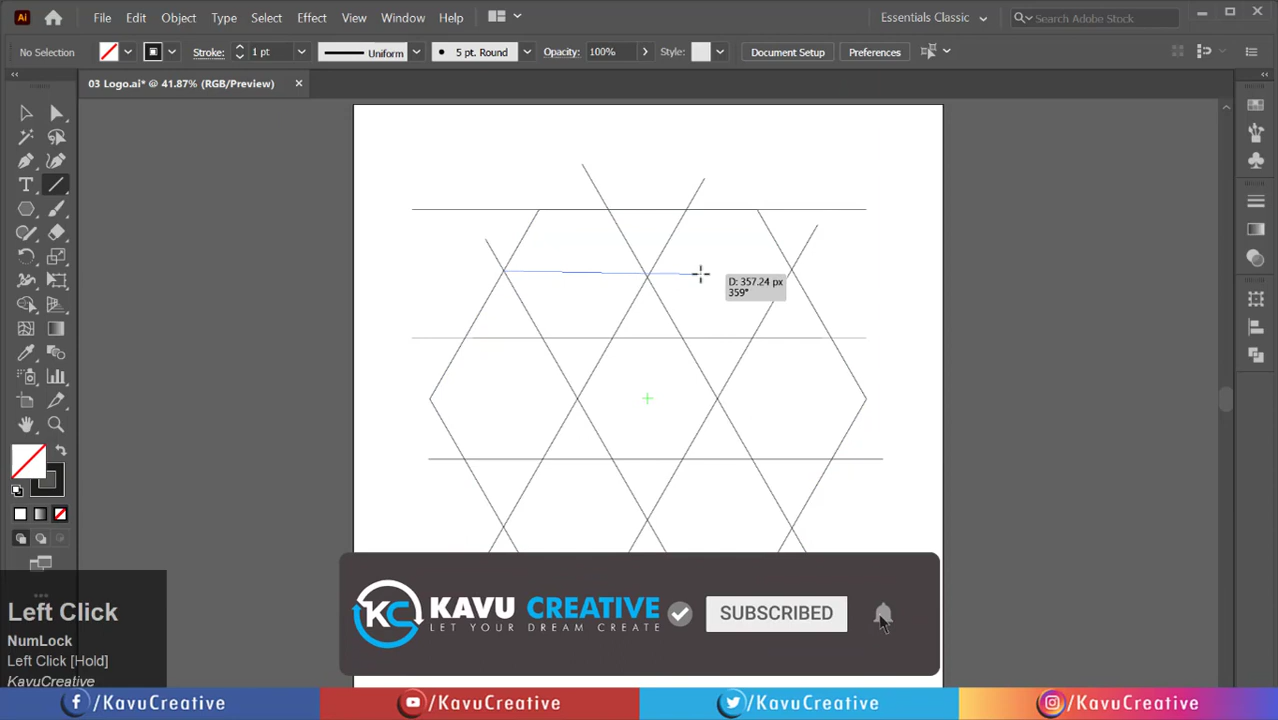 Ai File Edit Object Type Select Effect View Window Help Essentials Classic Search Adobe Stock
No Selection Stroke: 1 pt Uniform 5 pt. Round Opacity: 100% Style: Document Setup Preferences
03 Logo.ai* @ 41.87% (RGB/Preview)
D: 357.24 px
359°
KC KAVU CREATIVE
LET YOUR DREAM CREATE
SUBSCRIBED
Left Click
NumLock
Left Click [Hold]
KavuCreative
/KavuCreative /KavuCreative /KavuCreative /KavuCreative